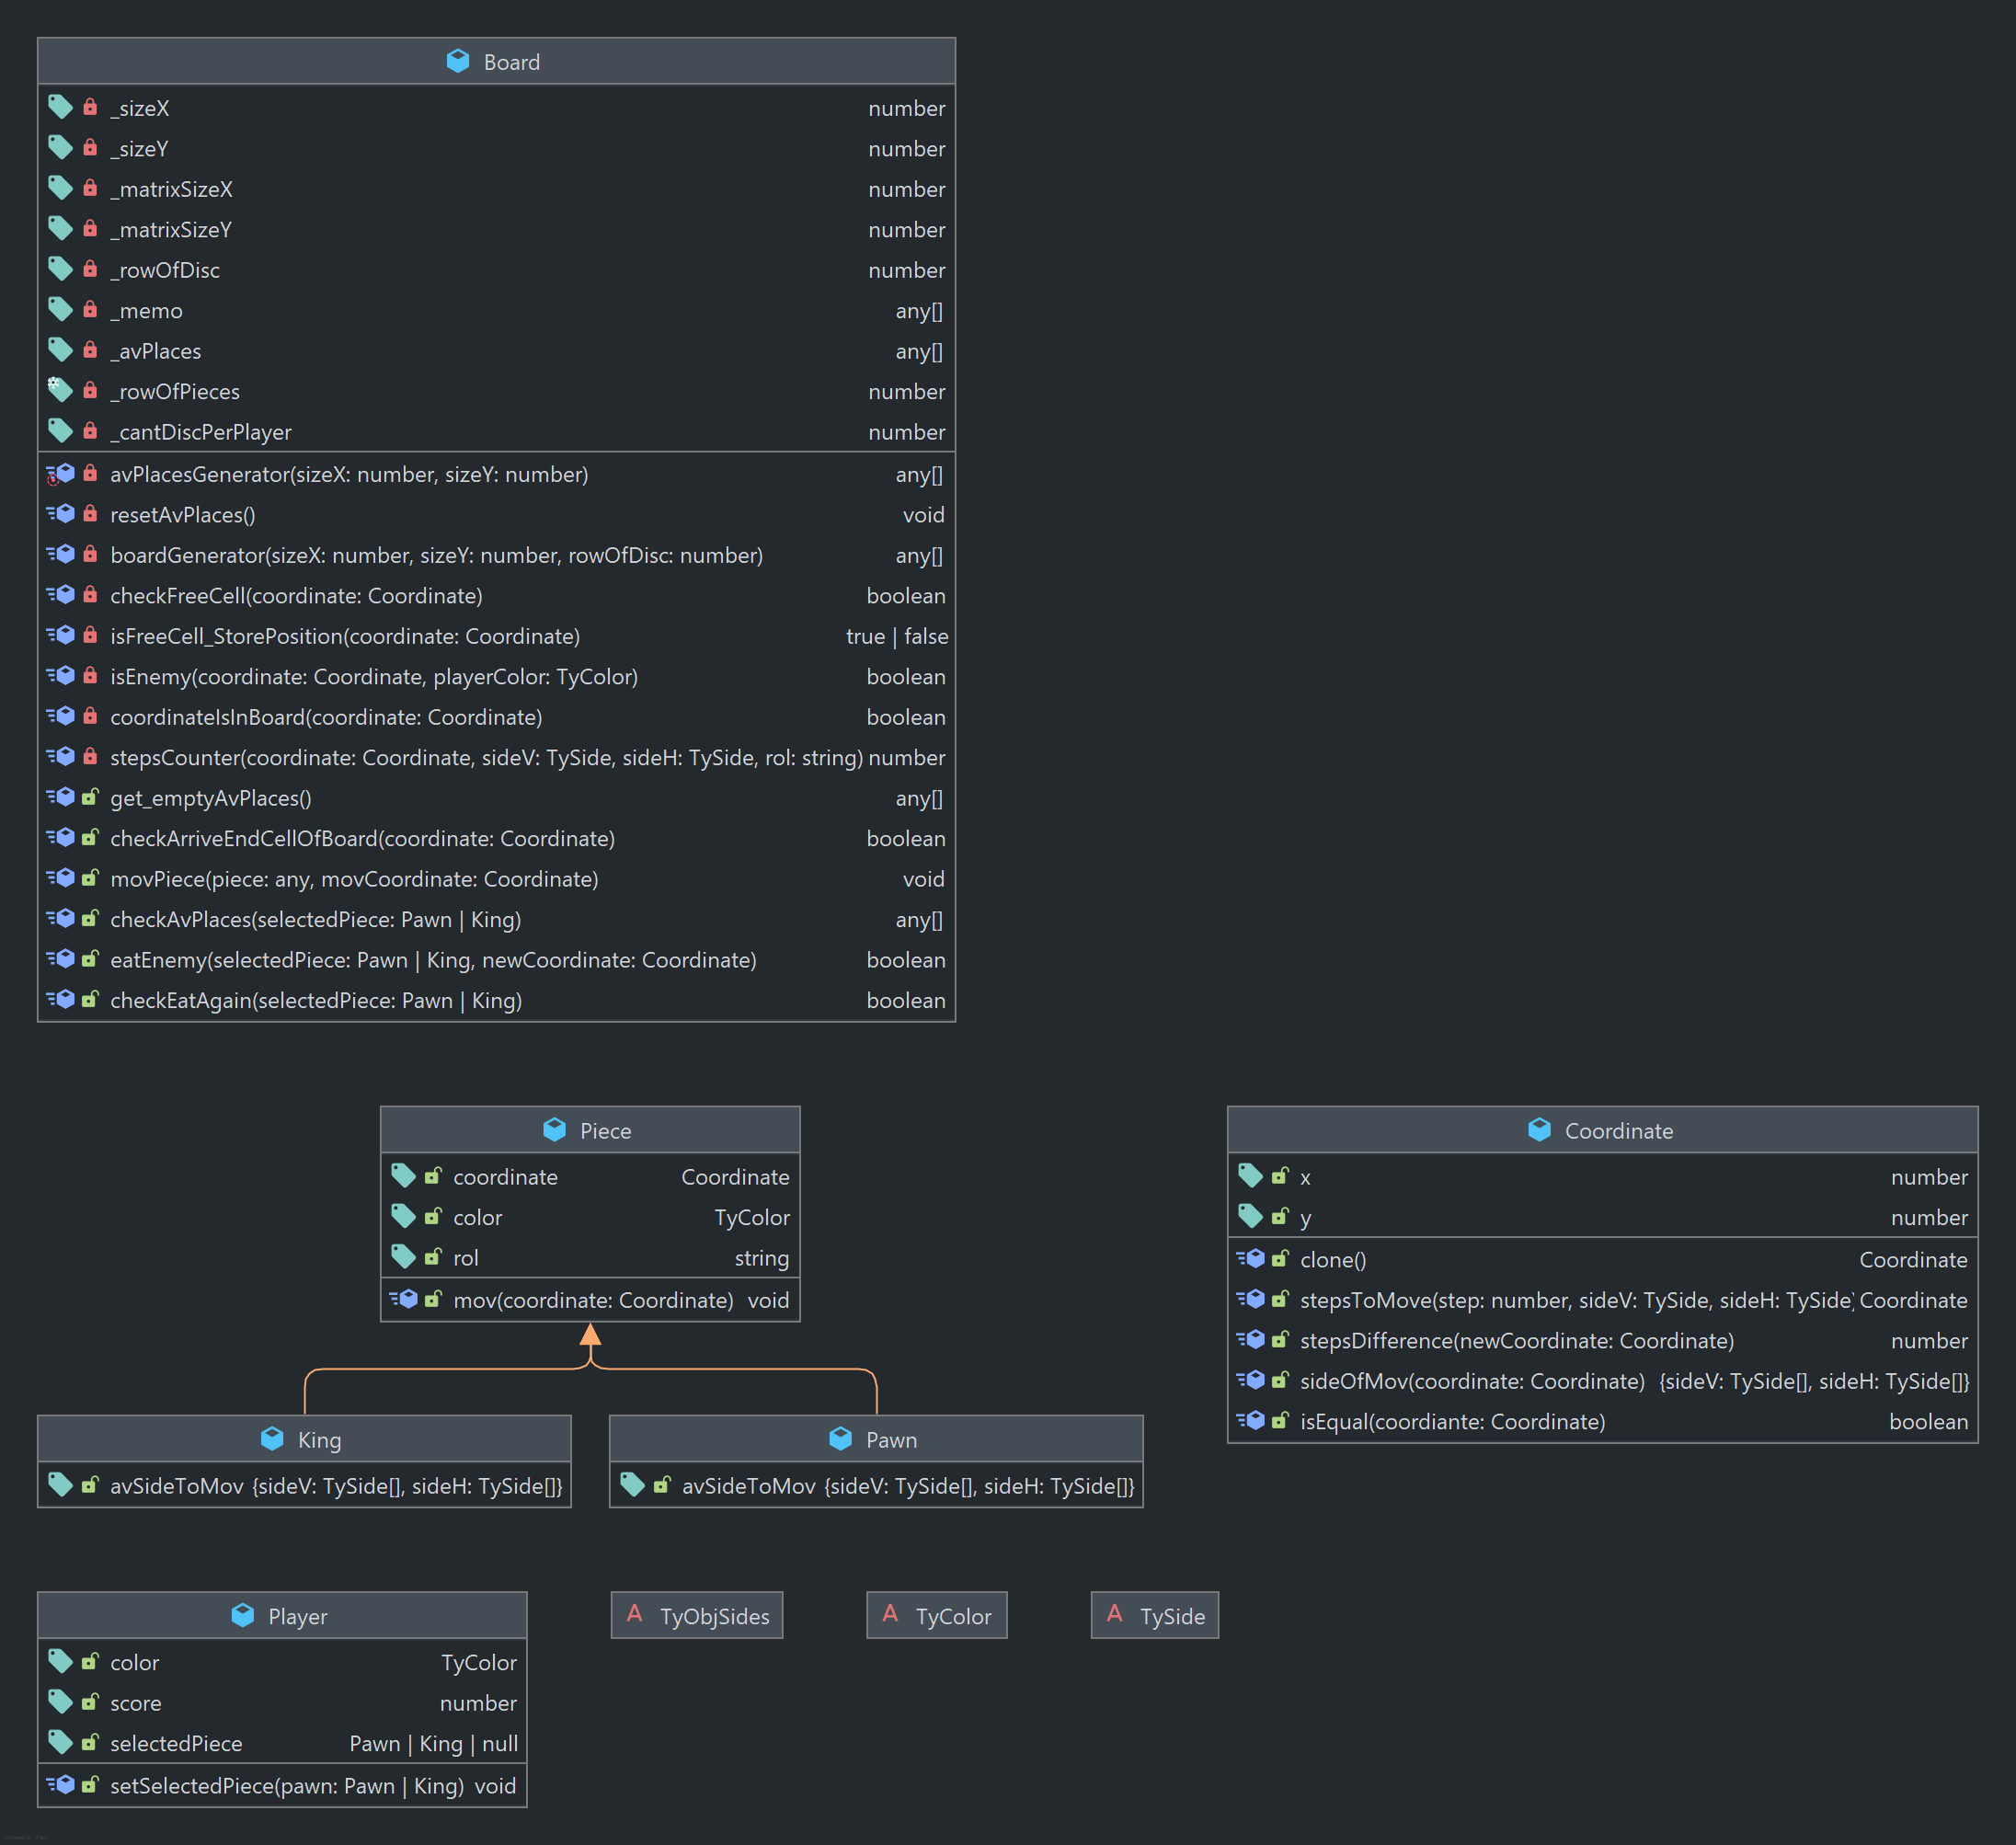 Board
_sizeX number
_sizeY number
_matrixSizeX number
_matrixSizeY number
_rowOfDisc number
_memo any[]
_avPlaces any[]
_rowOfPieces number
_cantDiscPerPlayer number
avPlacesGenerator(sizeX: number, sizeY: number) any[]
resetAvPlaces() void
boardGenerator(sizeX: number, sizeY: number, rowOfDisc: number) any[]
checkFreeCell(coordinate: Coordinate) boolean
isFreeCell_StorePosition(coordinate: Coordinate) true | false
isEnemy(coordinate: Coordinate, playerColor: TyColor) boolean
coordinateIsInBoard(coordinate: Coordinate) boolean
stepsCounter(coordinate: Coordinate, sideV: TySide, sideH: TySide, rol: string) number
get_emptyAvPlaces() any[]
checkArriveEndCellOfBoard(coordinate: Coordinate) boolean
movPiece(piece: any, movCoordinate: Coordinate) void
checkAvPlaces(selectedPiece: Pawn | King) any[]
eatEnemy(selectedPiece: Pawn | King, newCoordinate: Coordinate) boolean
checkEatAgain(selectedPiece: Pawn | King) boolean
Piece
coordinate Coordinate
color TyColor
rol string
mov(coordinate: Coordinate) void
Coordinate
x number
y number
clone() Coordinate
stepsToMove(step: number, sideV: TySide, sideH: TySide) Coordinate
stepsDifference(newCoordinate: Coordinate) number
sideOfMov(coordinate: Coordinate) {sideV: TySide[], sideH: TySide[]}
isEqual(coordiante: Coordinate) boolean
King
avSideToMov {sideV: TySide[], sideH: TySide[]}
Pawn
avSideToMov {sideV: TySide[], sideH: TySide[]}
Player
color TyColor
score number
selectedPiece Pawn | King | null
setSelectedPiece(pawn: Pawn | King) void
A TyObjSides
A TyColor
A TySide